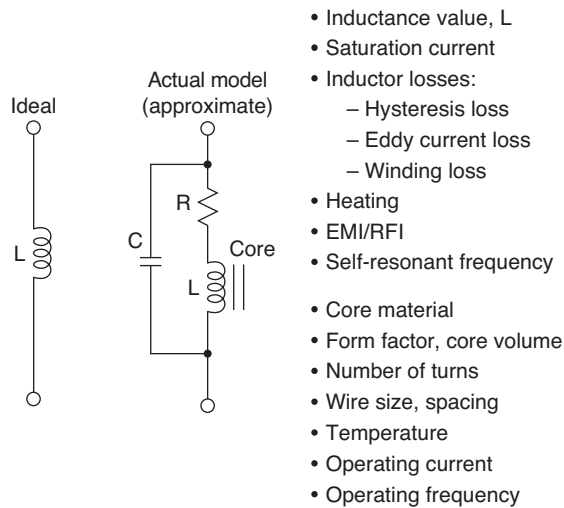 Ideal
L
Actual model
(approximate)
R
C
Core
L
• Inductance value, L
• Saturation current
• Inductor losses:
– Hysteresis loss
– Eddy current loss
– Winding loss
• Heating
• EMI/RFI
• Self-resonant frequency
• Core material
• Form factor, core volume
• Number of turns
• Wire size, spacing
• Temperature
• Operating current
• Operating frequency